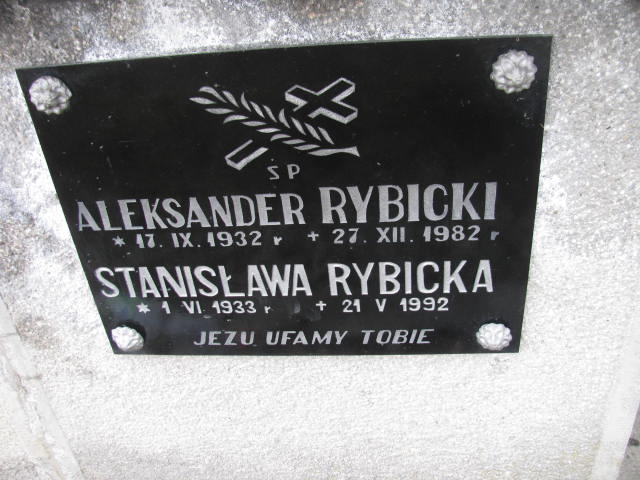 SP
ALEKSANDER RYBICKI
* 17. IX. 1932 r + 27. XII. 1982 r
STANISŁAWA RYBICKA
* 1 VI 1933 r + 21 V 1992
JEZU UFAMY TOBIE